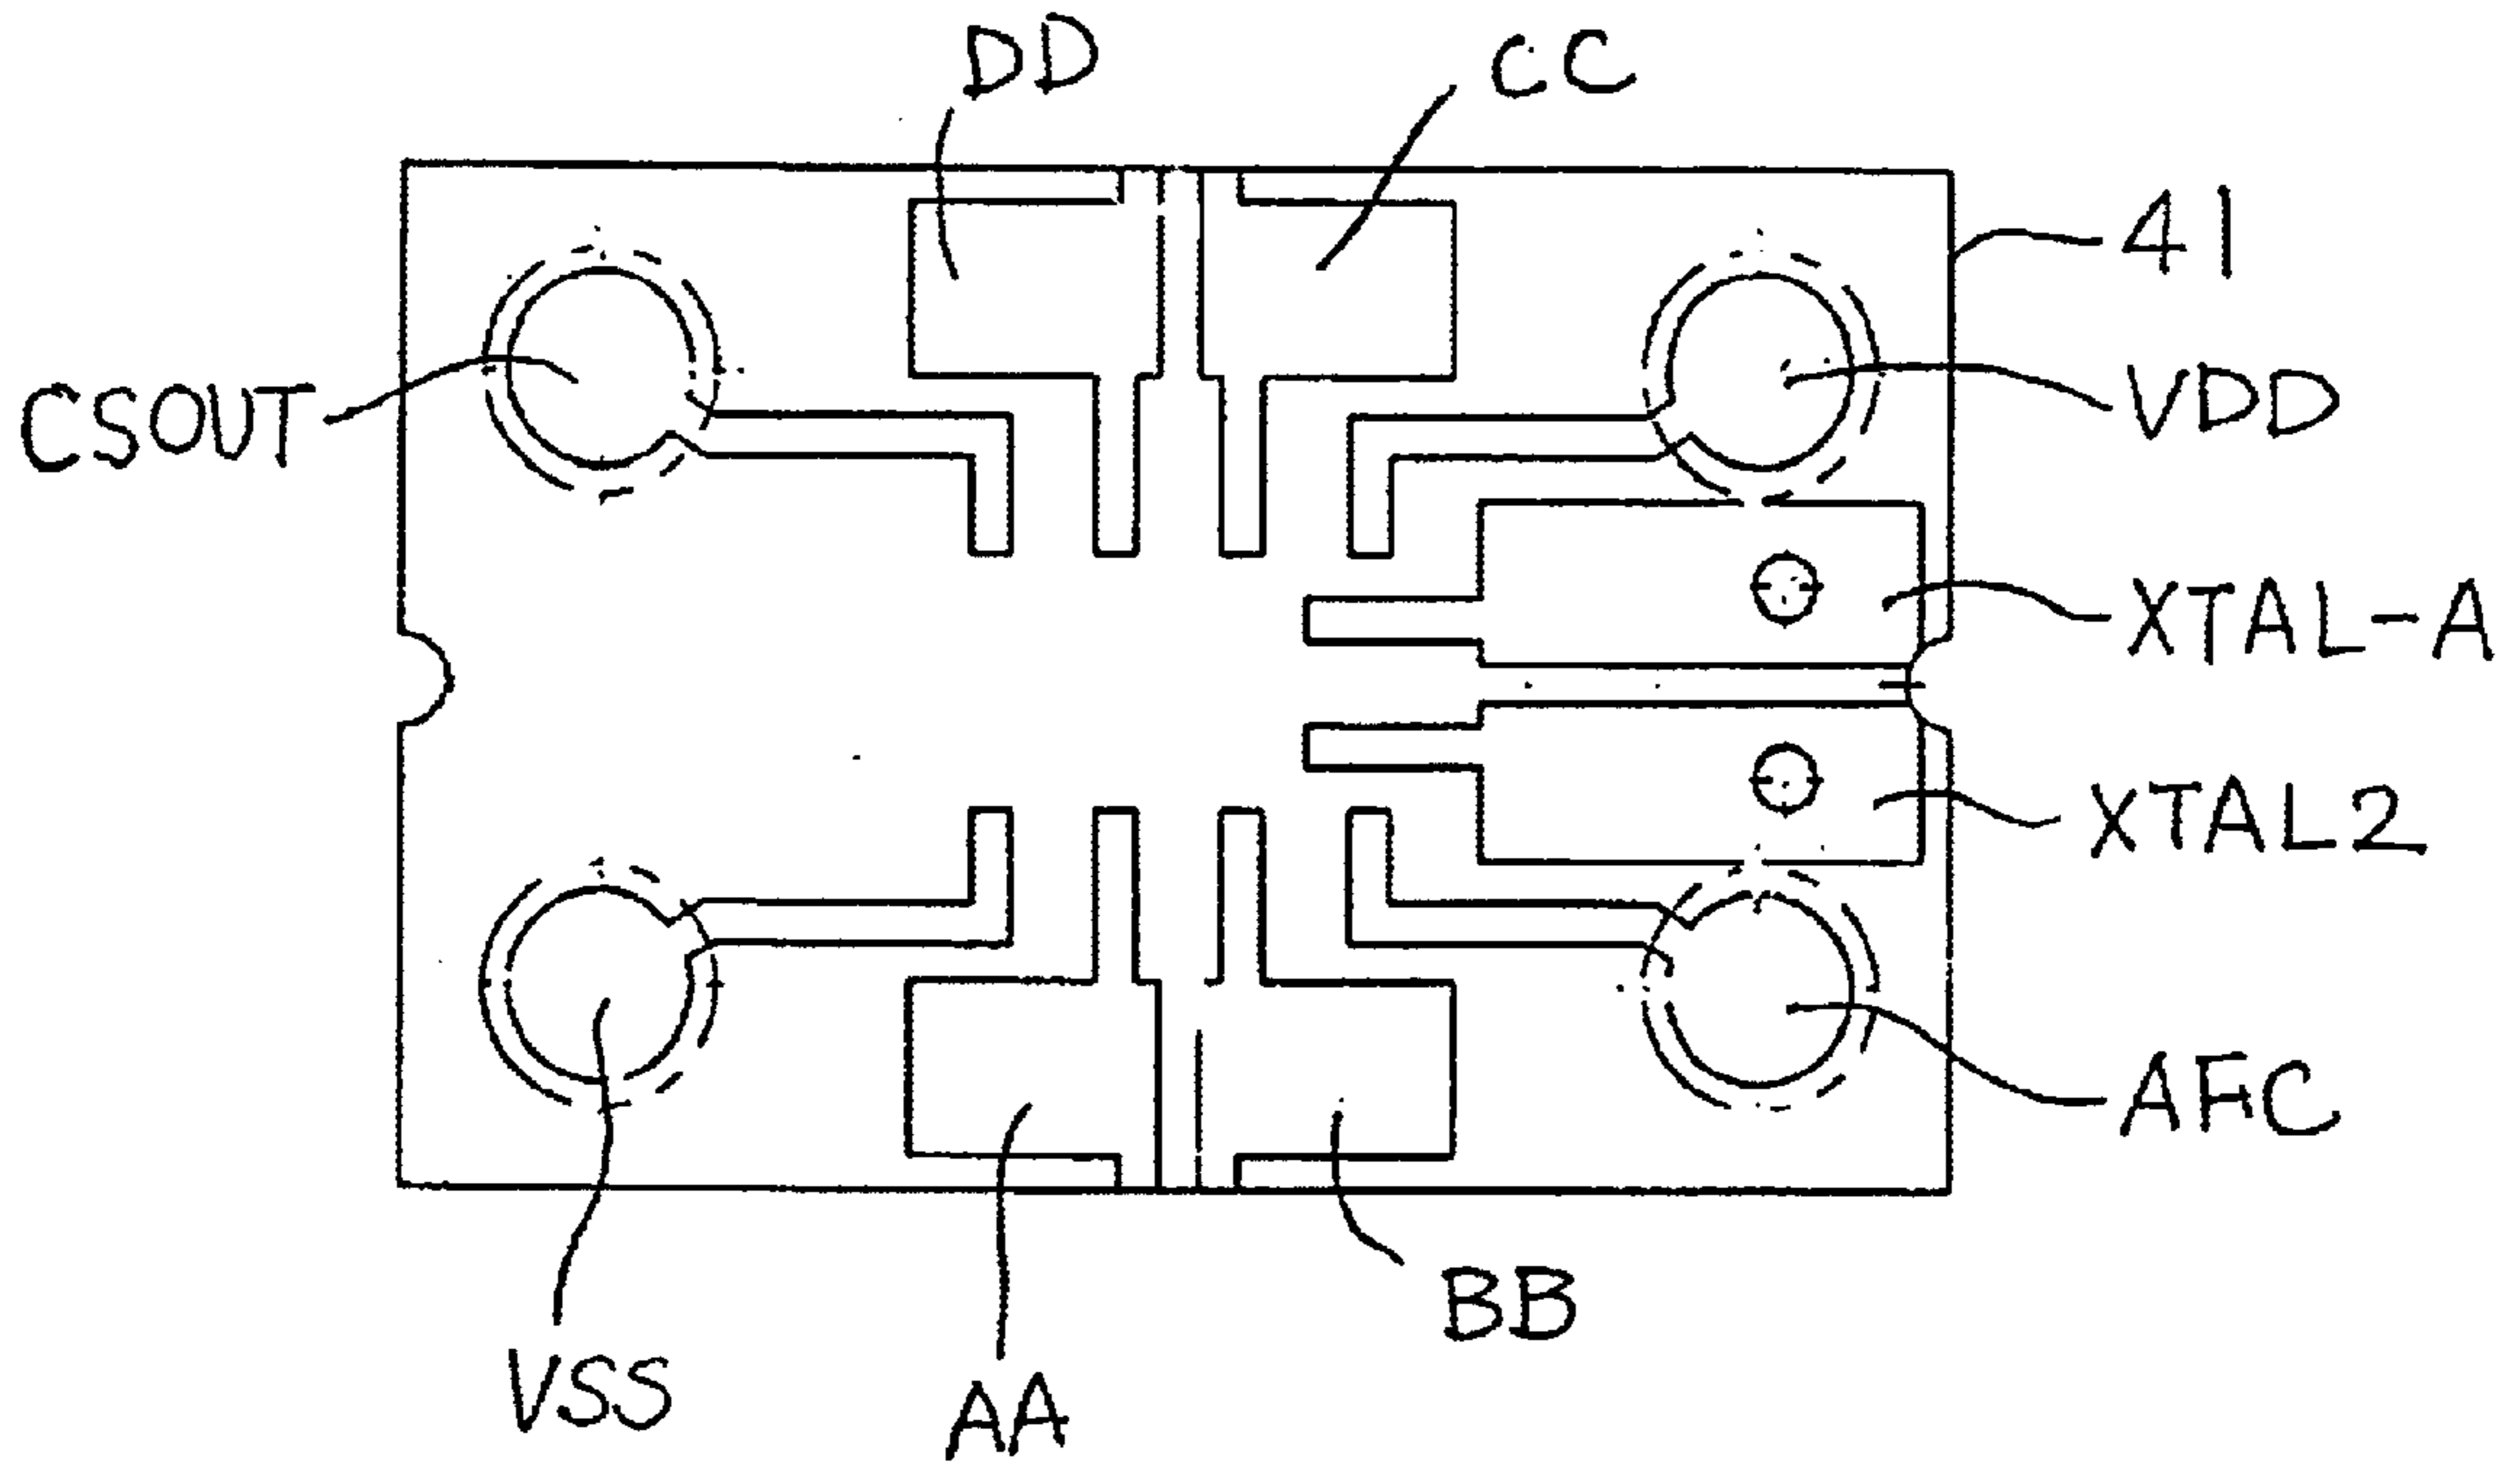 DD
CC
41
CSOUT
VDD
XTAL-A
XTAL2
AFC
BB
VSS
AA